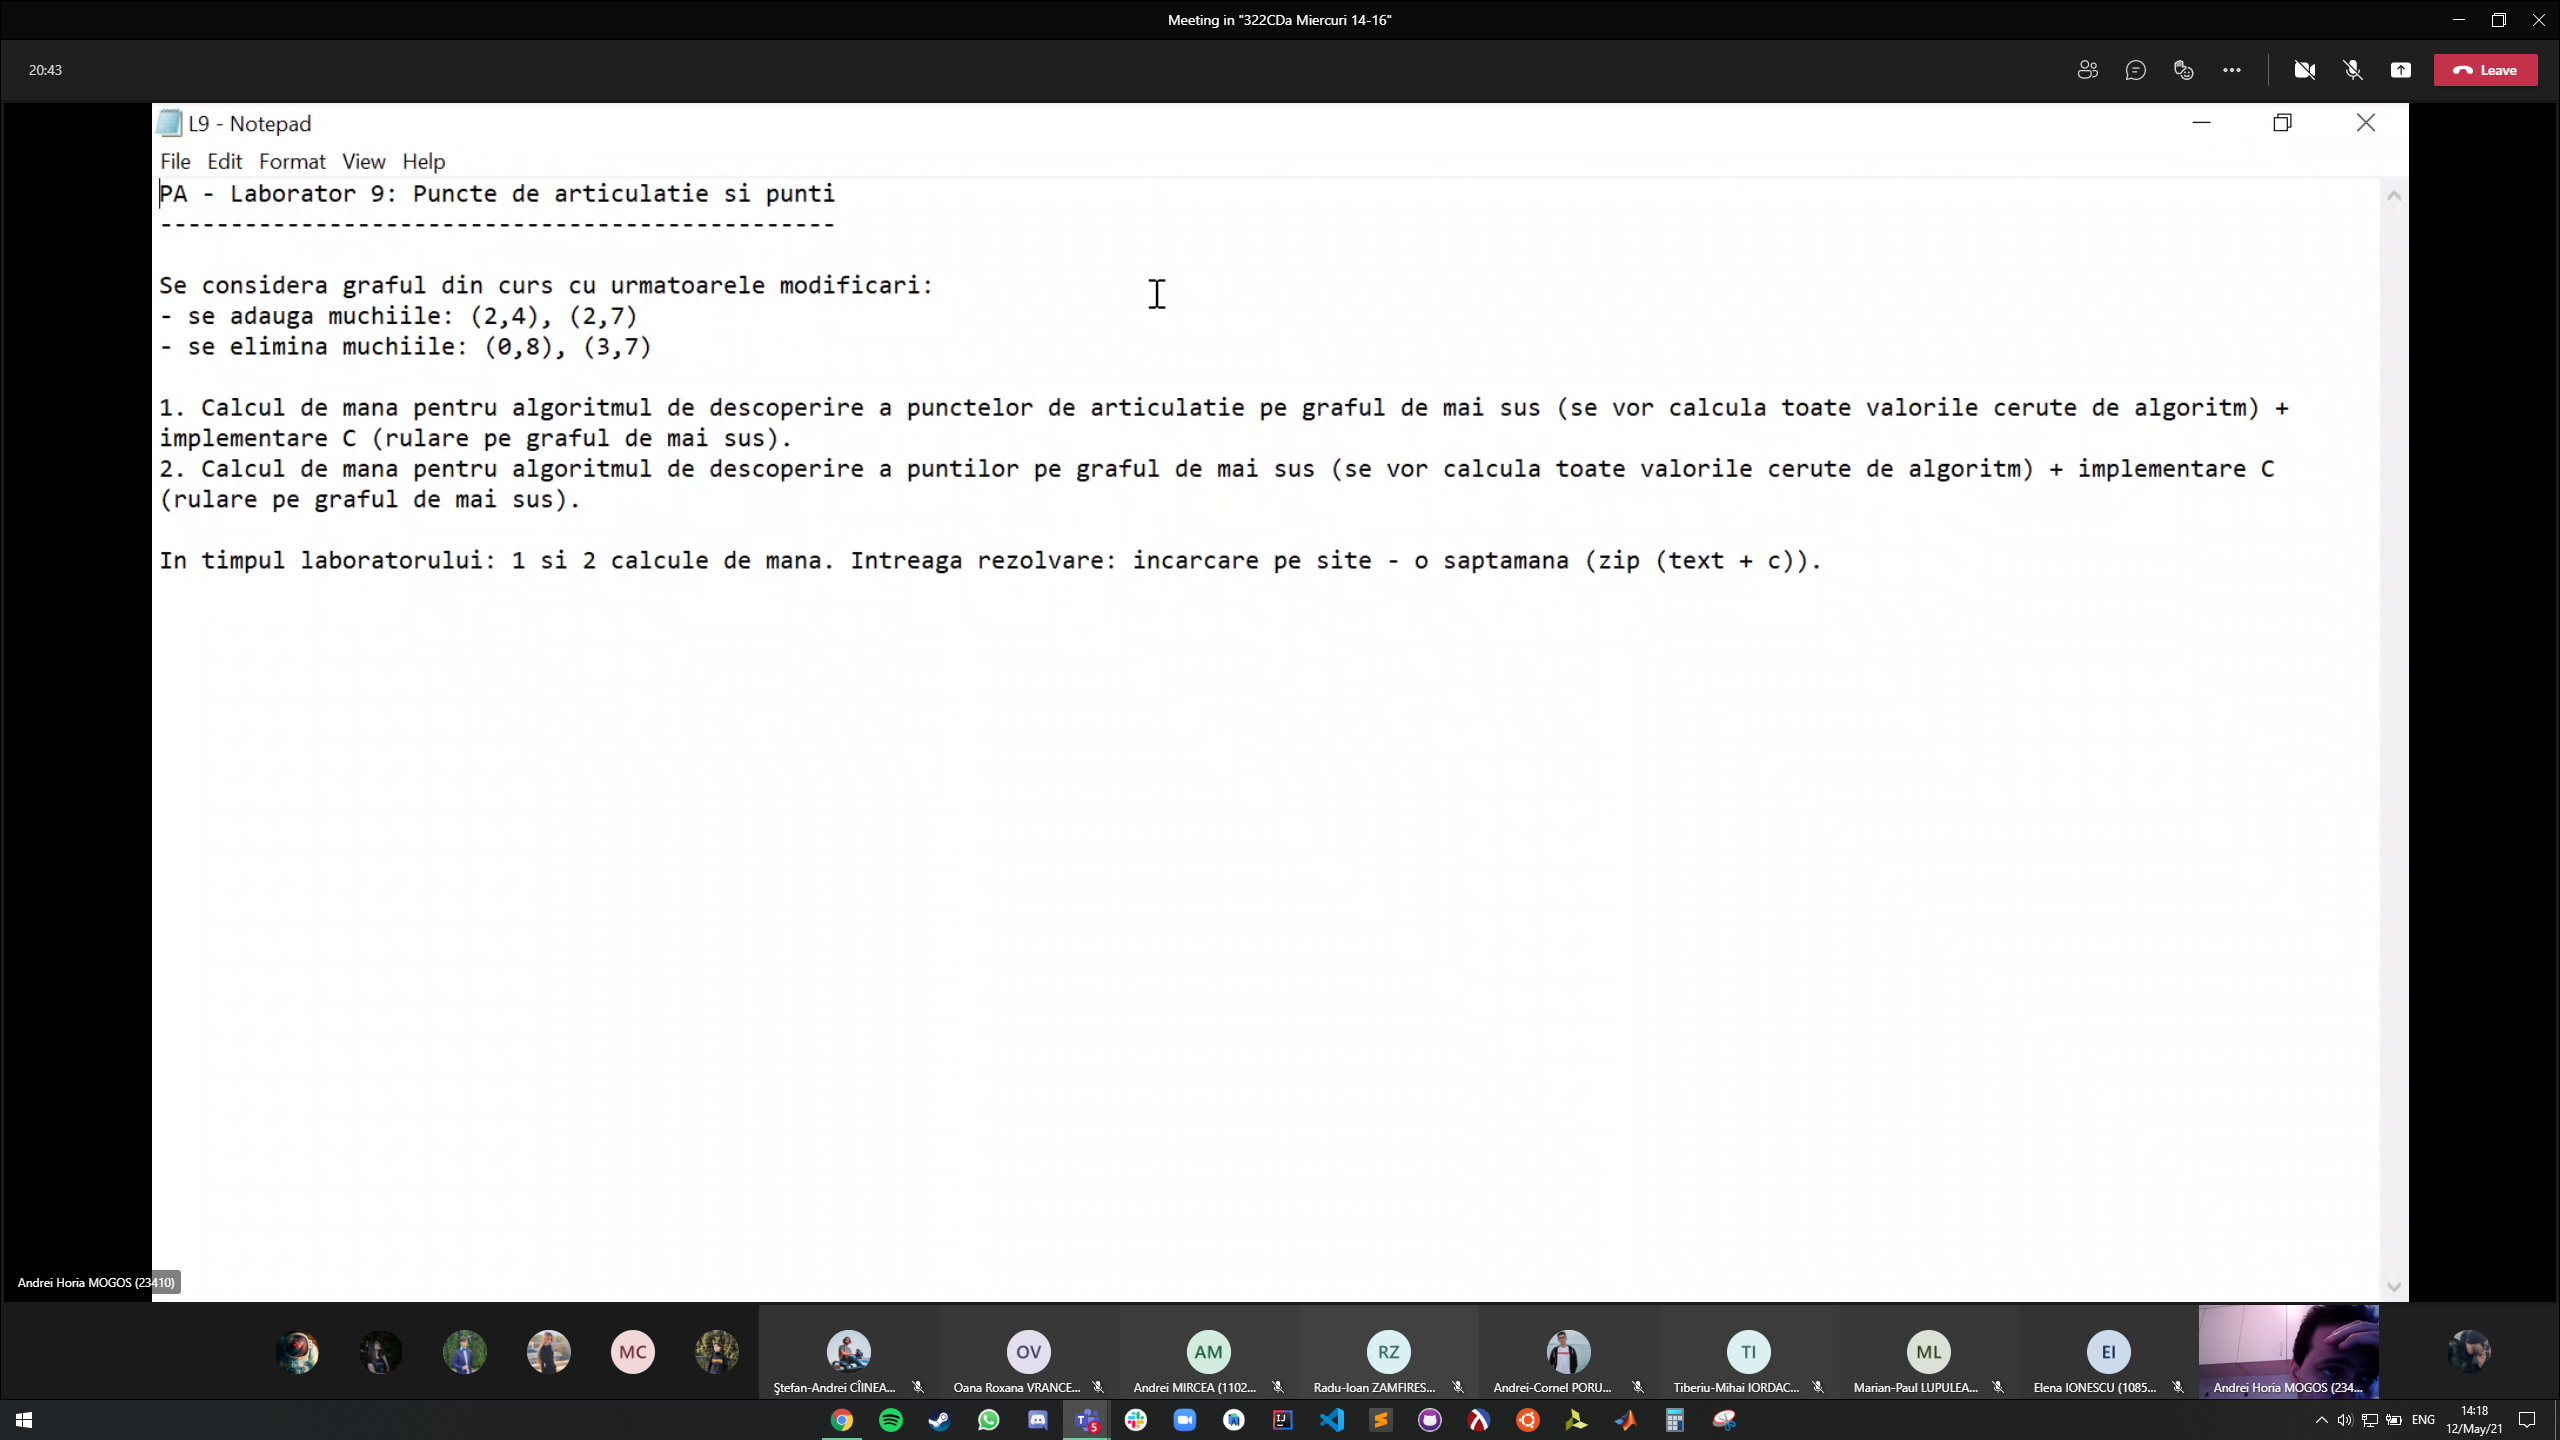 Meeting in "322CDa Miercuri 14-16"
20:43
Leave
L9 - Notepad
File Edit Format View Help
PA - Laborator 9: Puncte de articulatie si punti
------------------------------------------------
Se considera graful din curs cu urmatoarele modificari:
- se adauga muchiile: (2,4), (2,7)
- se elimina muchiile: (0,8), (3,7)
1. Calcul de mana pentru algoritmul de descoperire a punctelor de articulatie pe graful de mai sus (se vor calcula toate valorile cerute de algoritm) +
implementare C (rulare pe graful de mai sus).
2. Calcul de mana pentru algoritmul de descoperire a puntilor pe graful de mai sus (se vor calcula toate valorile cerute de algoritm) + implementare C
(rulare pe graful de mai sus).
In timpul laboratorului: 1 si 2 calcule de mana. Intreaga rezolvare: incarcare pe site - o saptamana (zip (text + c)).
Andrei Horia MOGOS (23410)
MC
OV AM RZ TI ML EI
Ștefan-Andrei CÎINEA... Oana Roxana VRANCE... Andrei MIRCEA (1102... Radu-Ioan ZAMFIRES... Andrei-Cornel PORU... Tiberiu-Mihai IORDAC... Marian-Paul LUPULEA... Elena IONESCU (1085... Andrei Horia MOGOS (234...
5
ENG
14:18
12/May/21